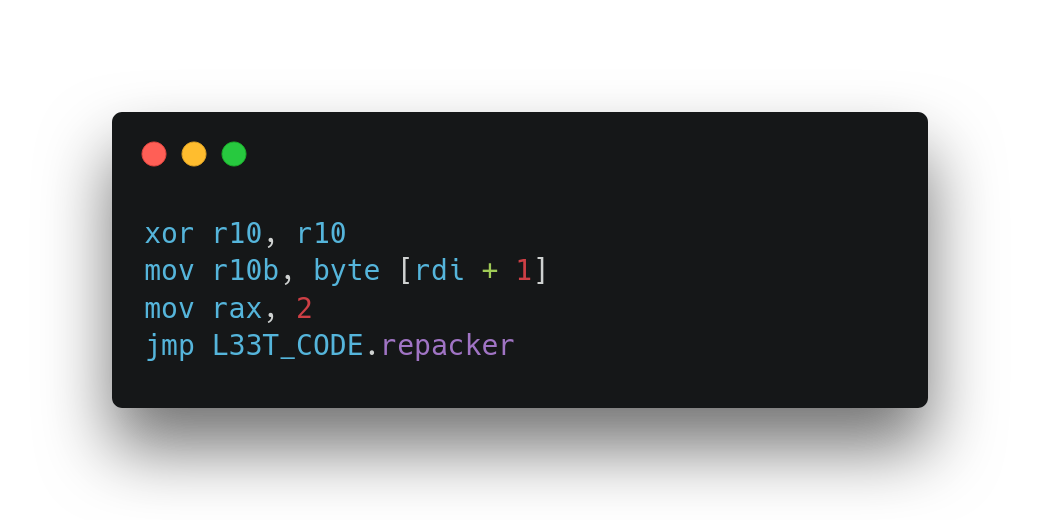 xor r10, r10
mov r10b, byte [rdi + 1]
mov rax, 2
jmp L33T_CODE.repacker